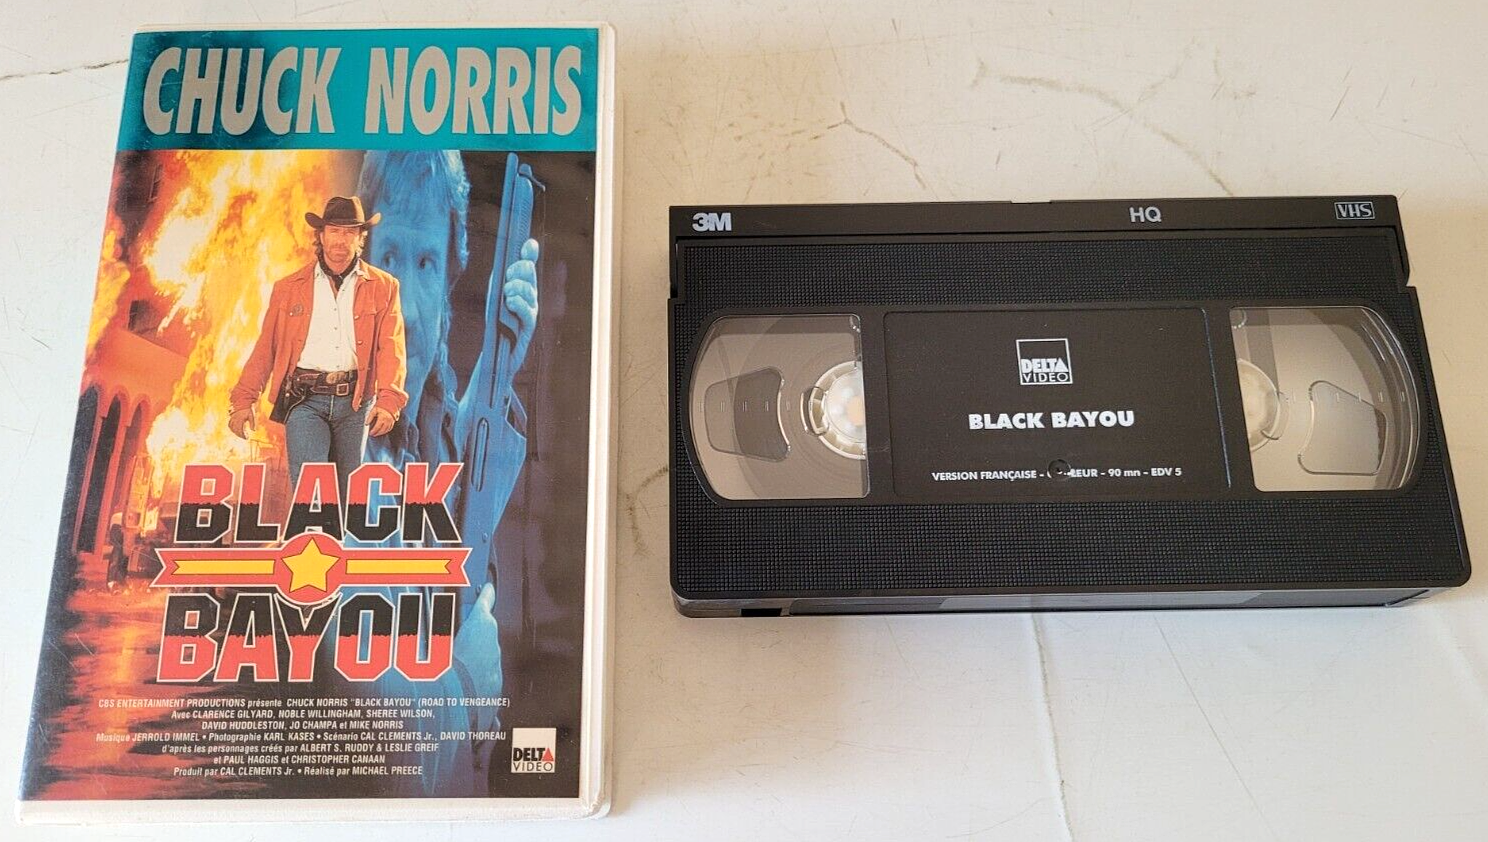 CHUCK NORRIS
BLACK
BAYOU
CBS ENTERTAINMENT PRODUCTIONS présente CHUCK NORRIS "BLACK BAYOU" (ROAD TO VENGEANCE)
Avec CLARENCE GILYARD, NOBLE WILLINGHAM, SHEREE WILSON,
DAVID HUDDLESTON, JO CHAMPA et MIKE NORRIS
Musique JERROLD IMMEL • Photographie KARL KASES • Scénario CAL CLEMENTS Jr., DAVID THOREAU
d'après les personnages créés par ALBERT S. RUDDY & LESLIE GREIF
et PAUL HAGGIS et CHRISTOPHER CANAAN
Produit par CAL CLEMENTS Jr. • Réalisé par MICHAEL PREECE
DELTA
VIDEO
3M HQ VHS
DELTA
VIDEO
BLACK BAYOU
VERSION FRANÇAISE - - 90 mn - EDV 5